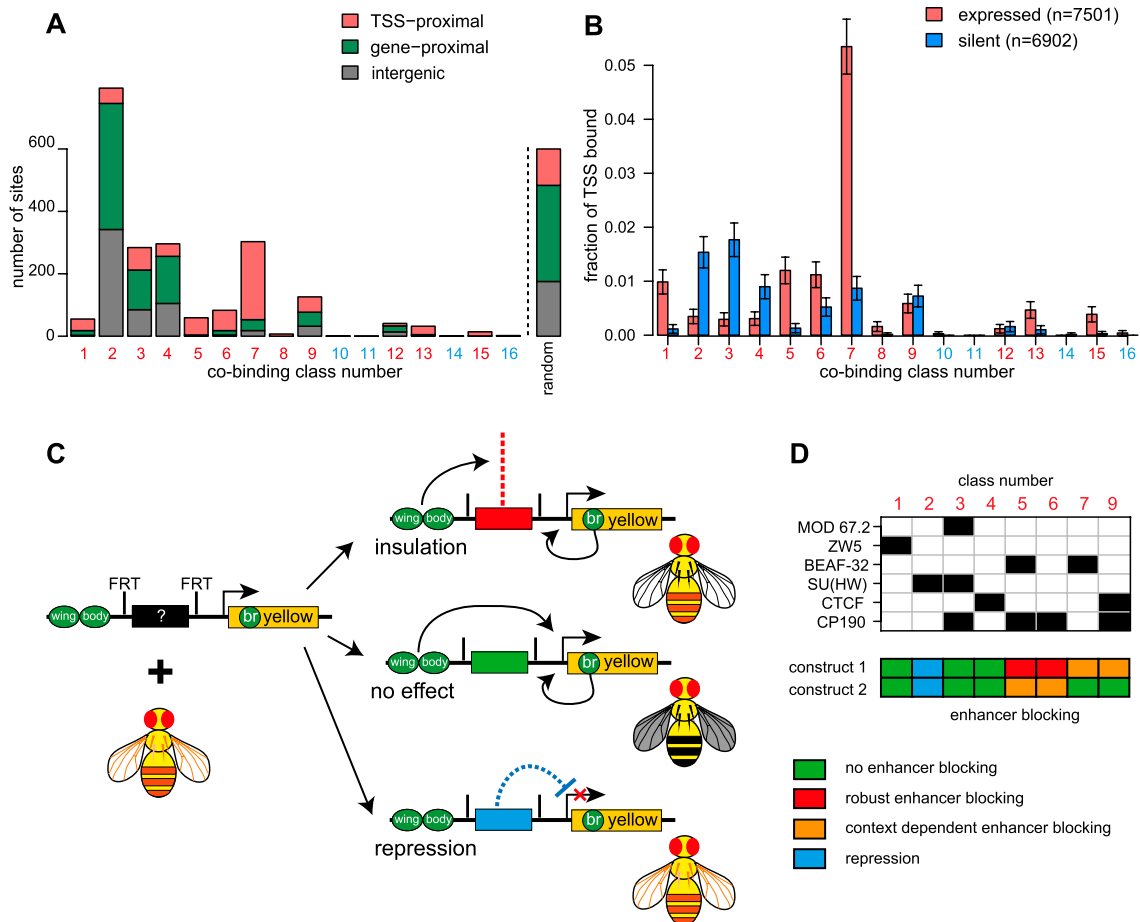 A
TSS−proximal
gene−proximal
intergenic
number of sites
600
400
200
0
1 2 3 4 5 6 7 8 9 10 11 12 13 14 15 16
co-binding class number
random
B
expressed (n=7501)
silent (n=6902)
fraction of TSS bound
0.05
0.04
0.03
0.02
0.01
0.00
1 2 3 4 5 6 7 8 9 10 11 12 13 14 15 16
co-binding class number
C
FRT FRT
wing body ? br yellow
+
wing body br yellow
insulation
wing body br yellow
no effect
wing body br yellow
repression
D
class number
1 2 3 4 5 6 7 9
MOD 67.2
ZW5
BEAF-32
SU(HW)
CTCF
CP190
construct 1
construct 2
enhancer blocking
no enhancer blocking
robust enhancer blocking
context dependent enhancer blocking
repression